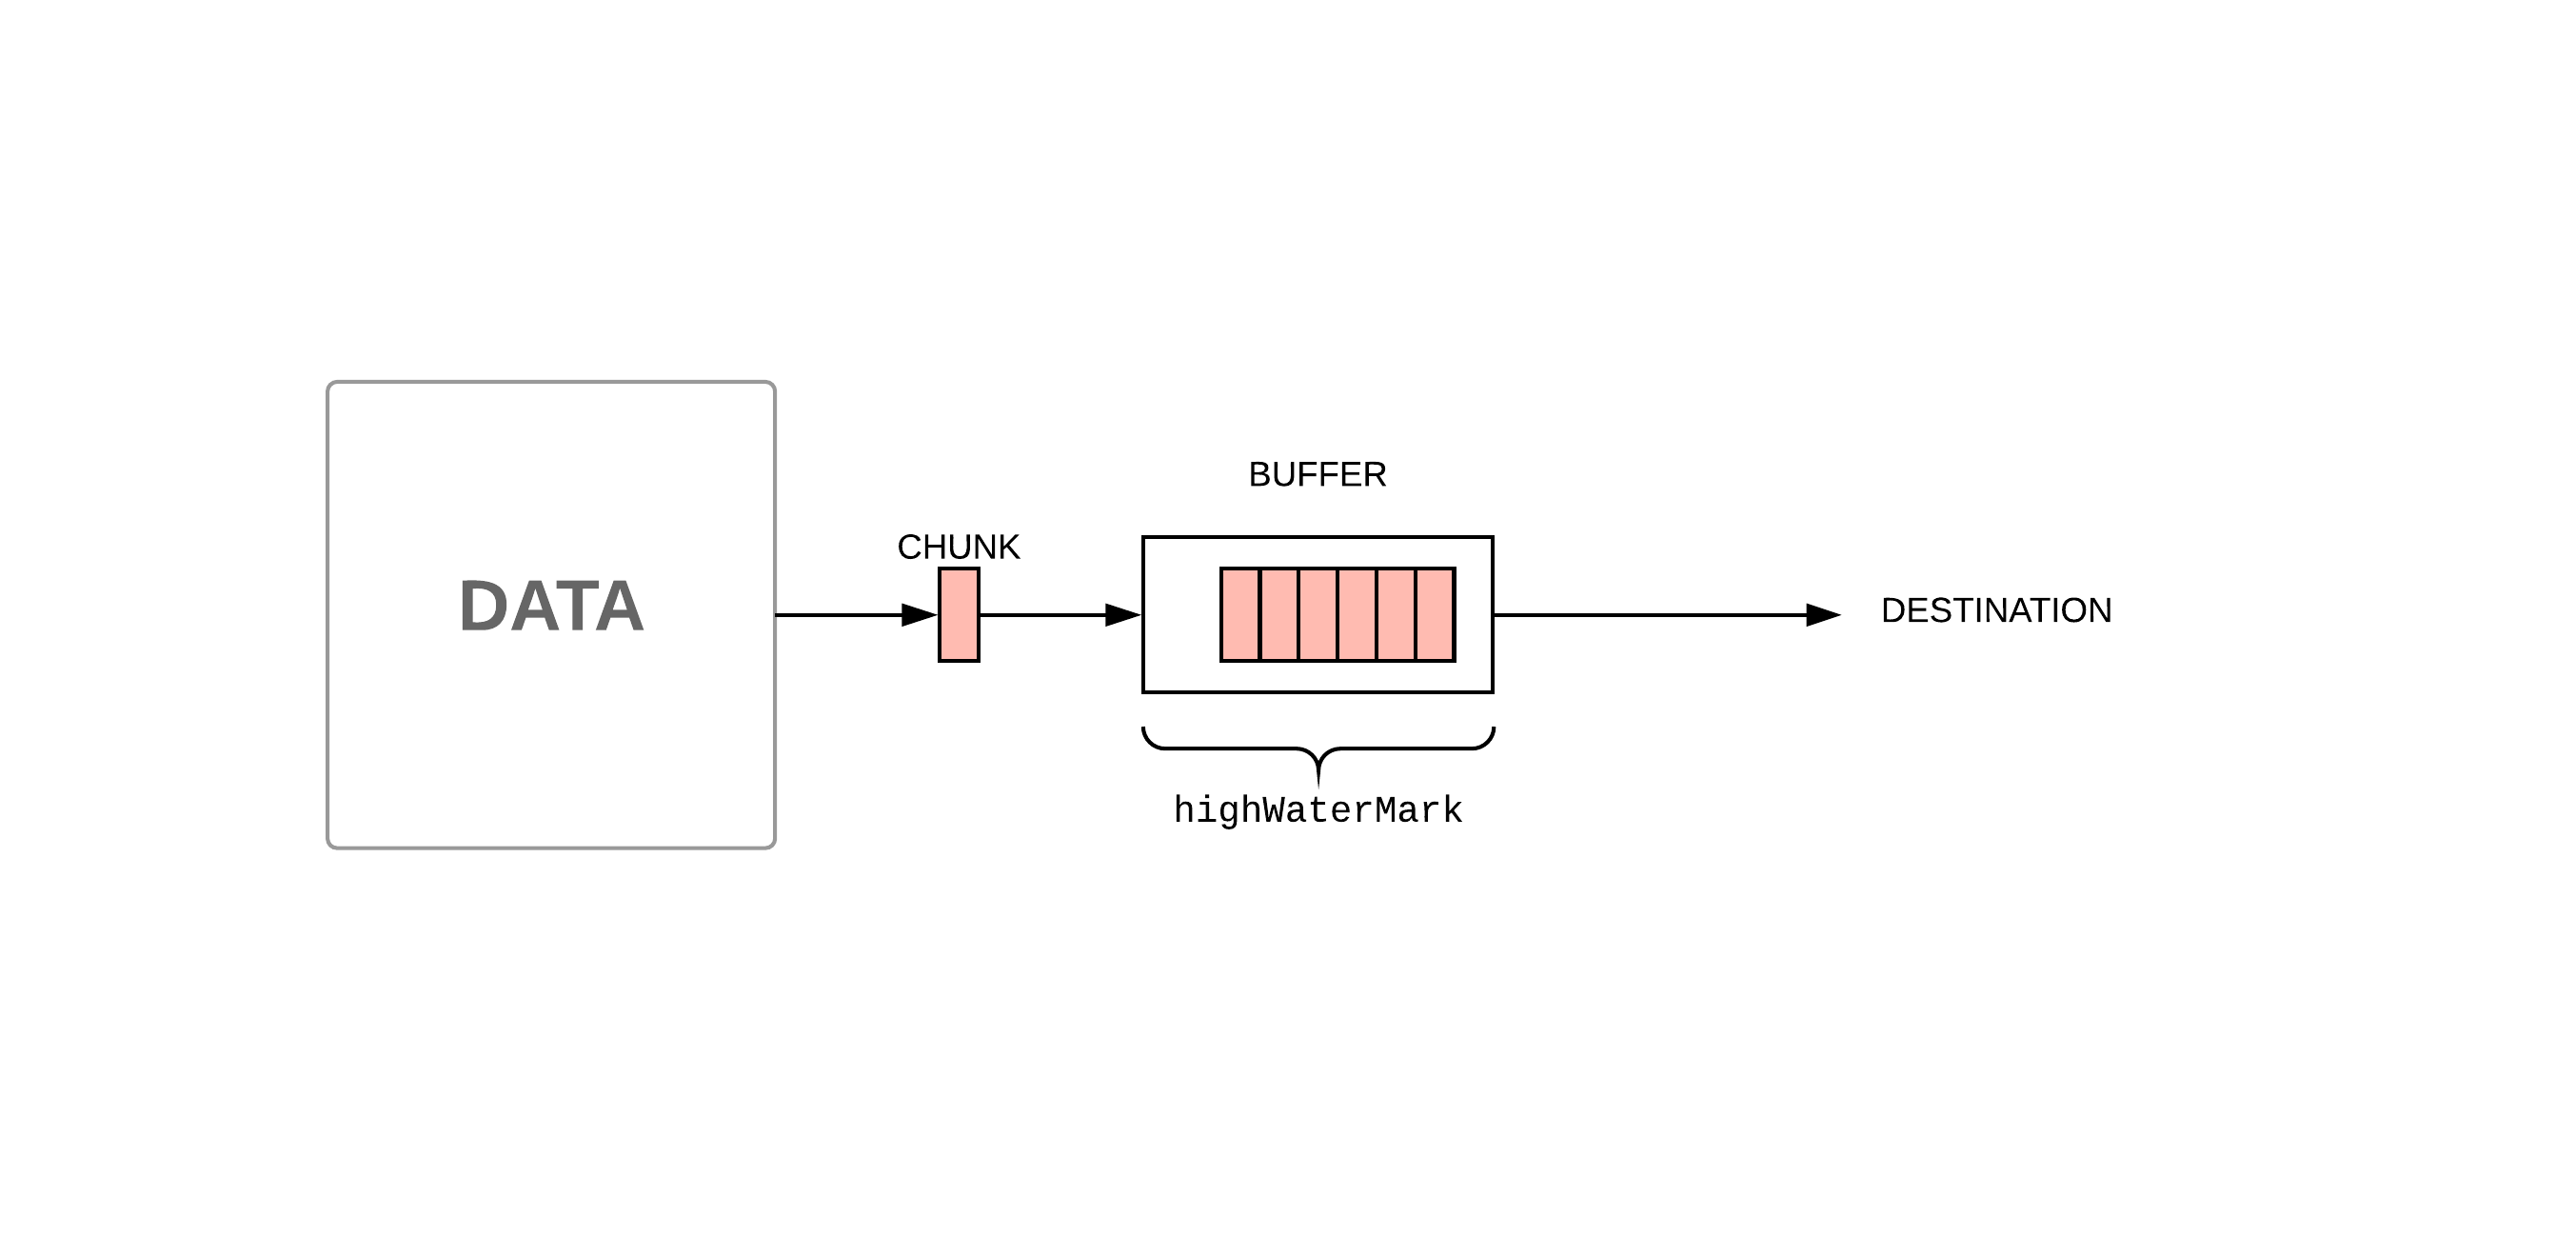 BUFFER
CHUNK
DATA
DESTINATION
highWaterMark